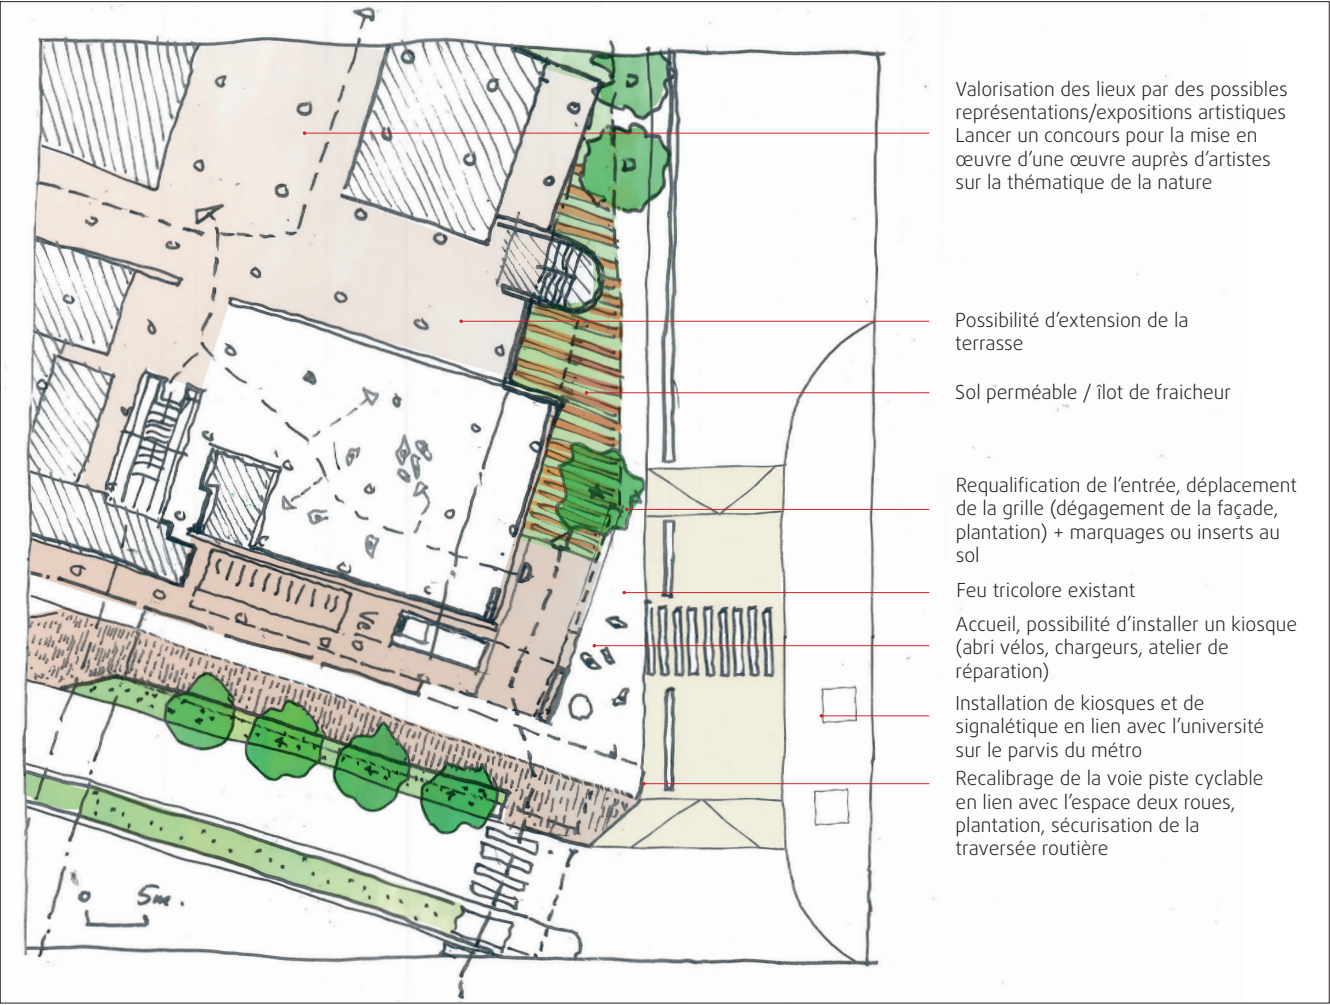 Valorisation des lieux par des possibles
représentations/expositions artistiques
Lancer un concours pour la mise en
œuvre d’une œuvre auprès d’artistes
sur la thématique de la nature
Possibilité d’extension de la
terrasse
Sol perméable / îlot de fraicheur
Requalification de l’entrée, déplacement
de la grille (dégagement de la façade,
plantation) + marquages ou inserts au
sol
Feu tricolore existant
Accueil, possibilité d’installer un kiosque
(abri vélos, chargeurs, atelier de
réparation)
Installation de kiosques et de
signalétique en lien avec l’université
sur le parvis du métro
Recalibrage de la voie piste cyclable
en lien avec l’espace deux roues,
plantation, sécurisation de la
traversée routière
Velo
0 5m.